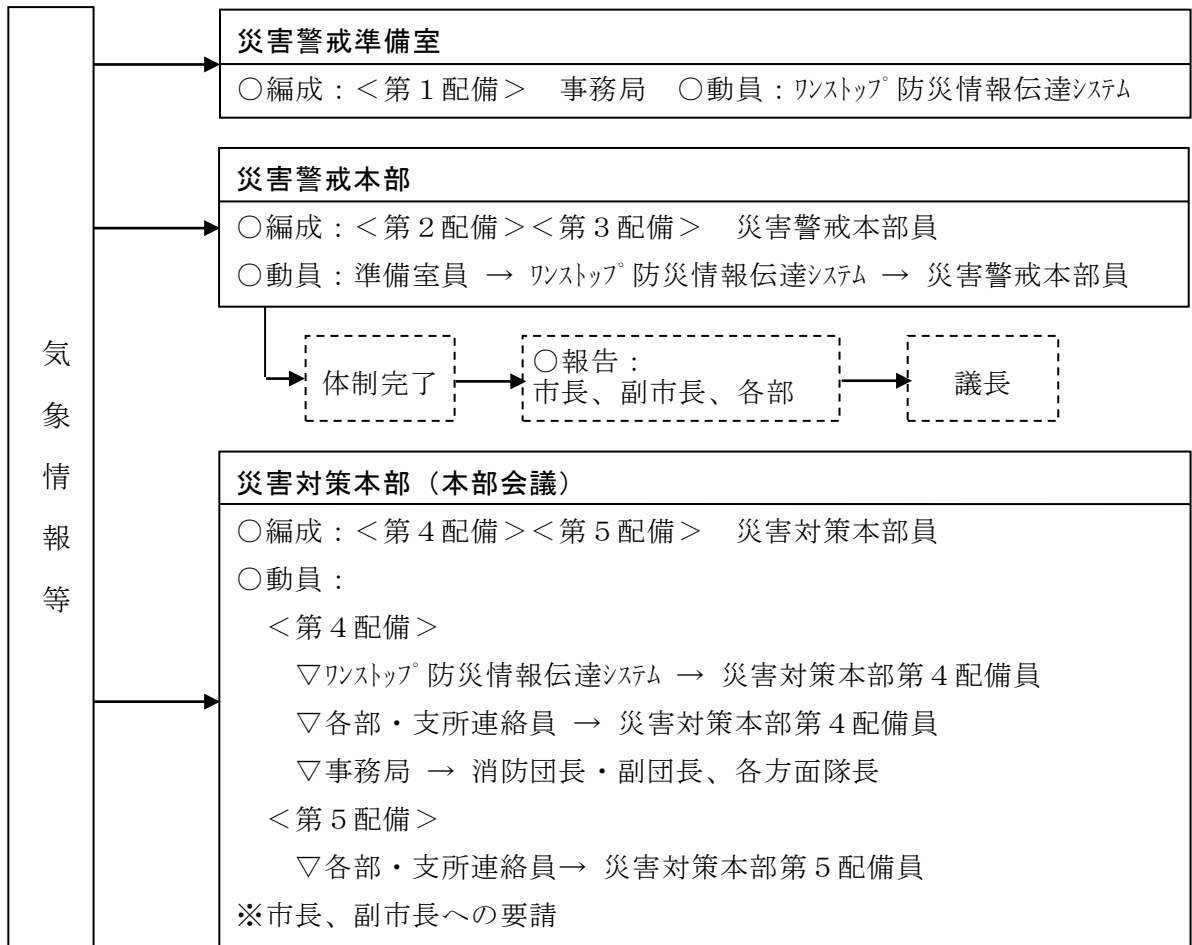 気象情報等
災害警戒準備室
○編成：＜第１配備＞　事務局　○動員：ﾜﾝｽﾄｯﾌﾟ防災情報伝達ｼｽﾃﾑ
災害警戒本部
○編成：＜第２配備＞＜第３配備＞　災害警戒本部員
○動員：準備室員 → ﾜﾝｽﾄｯﾌﾟ防災情報伝達ｼｽﾃﾑ → 災害警戒本部員
体制完了
○報告：
市長、副市長、各部
議長
災害対策本部（本部会議）
○編成：＜第４配備＞＜第５配備＞　災害対策本部員
○動員：
＜第４配備＞
▽ﾜﾝｽﾄｯﾌﾟ防災情報伝達ｼｽﾃﾑ → 災害対策本部第４配備員
▽各部・支所連絡員 → 災害対策本部第４配備員
▽事務局 → 消防団長・副団長、各方面隊長
＜第５配備＞
▽各部・支所連絡員→ 災害対策本部第５配備員
※市長、副市長への要請